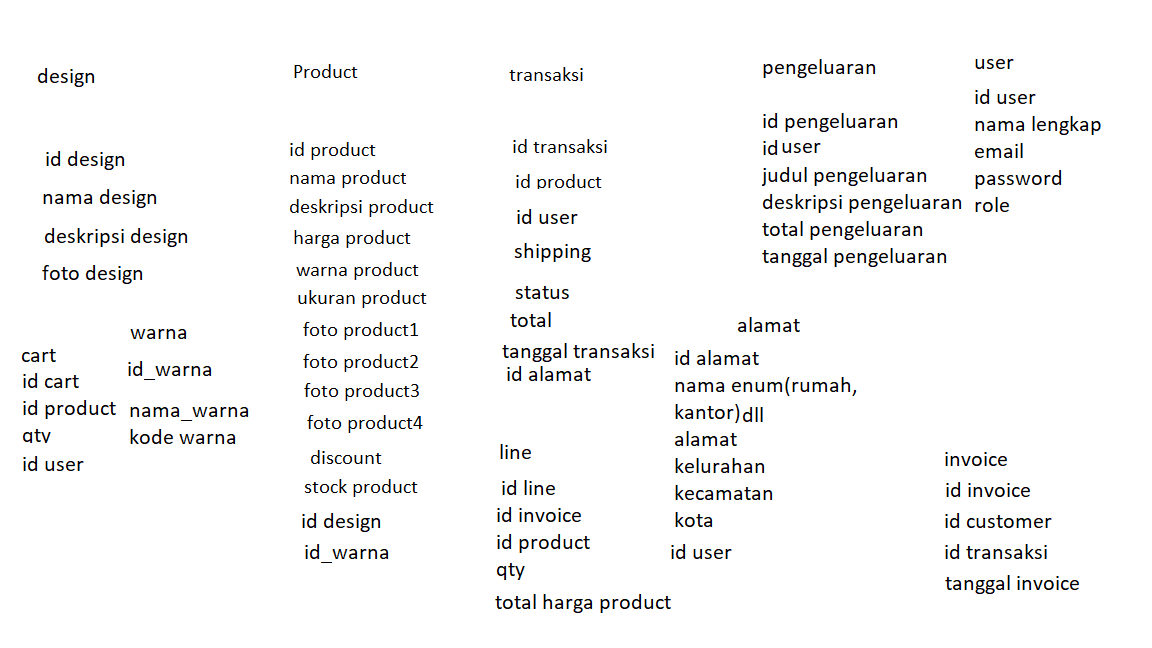 design
id design
nama design
deskripsi design
foto design
cart
id cart
id product
qty
id user
warna
id_warna
nama_warna
kode warna
Product
id product
nama product
deskripsi product
harga product
warna product
ukuran product
foto product1
foto product2
foto product3
foto product4
discount
stock product
id design
id_warna
transaksi
id transaksi
id product
id user
shipping
status
total
tanggal transaksi
id alamat
line
id line
id invoice
id product
qty
total harga product
pengeluaran
id pengeluaran
id user
judul pengeluaran
deskripsi pengeluaran
total pengeluaran
tanggal pengeluaran
alamat
id alamat
nama enum(rumah,
kantor)dll
alamat
kelurahan
kecamatan
kota
id user
user
id user
nama lengkap
email
password
role
invoice
id invoice
id customer
id transaksi
tanggal invoice